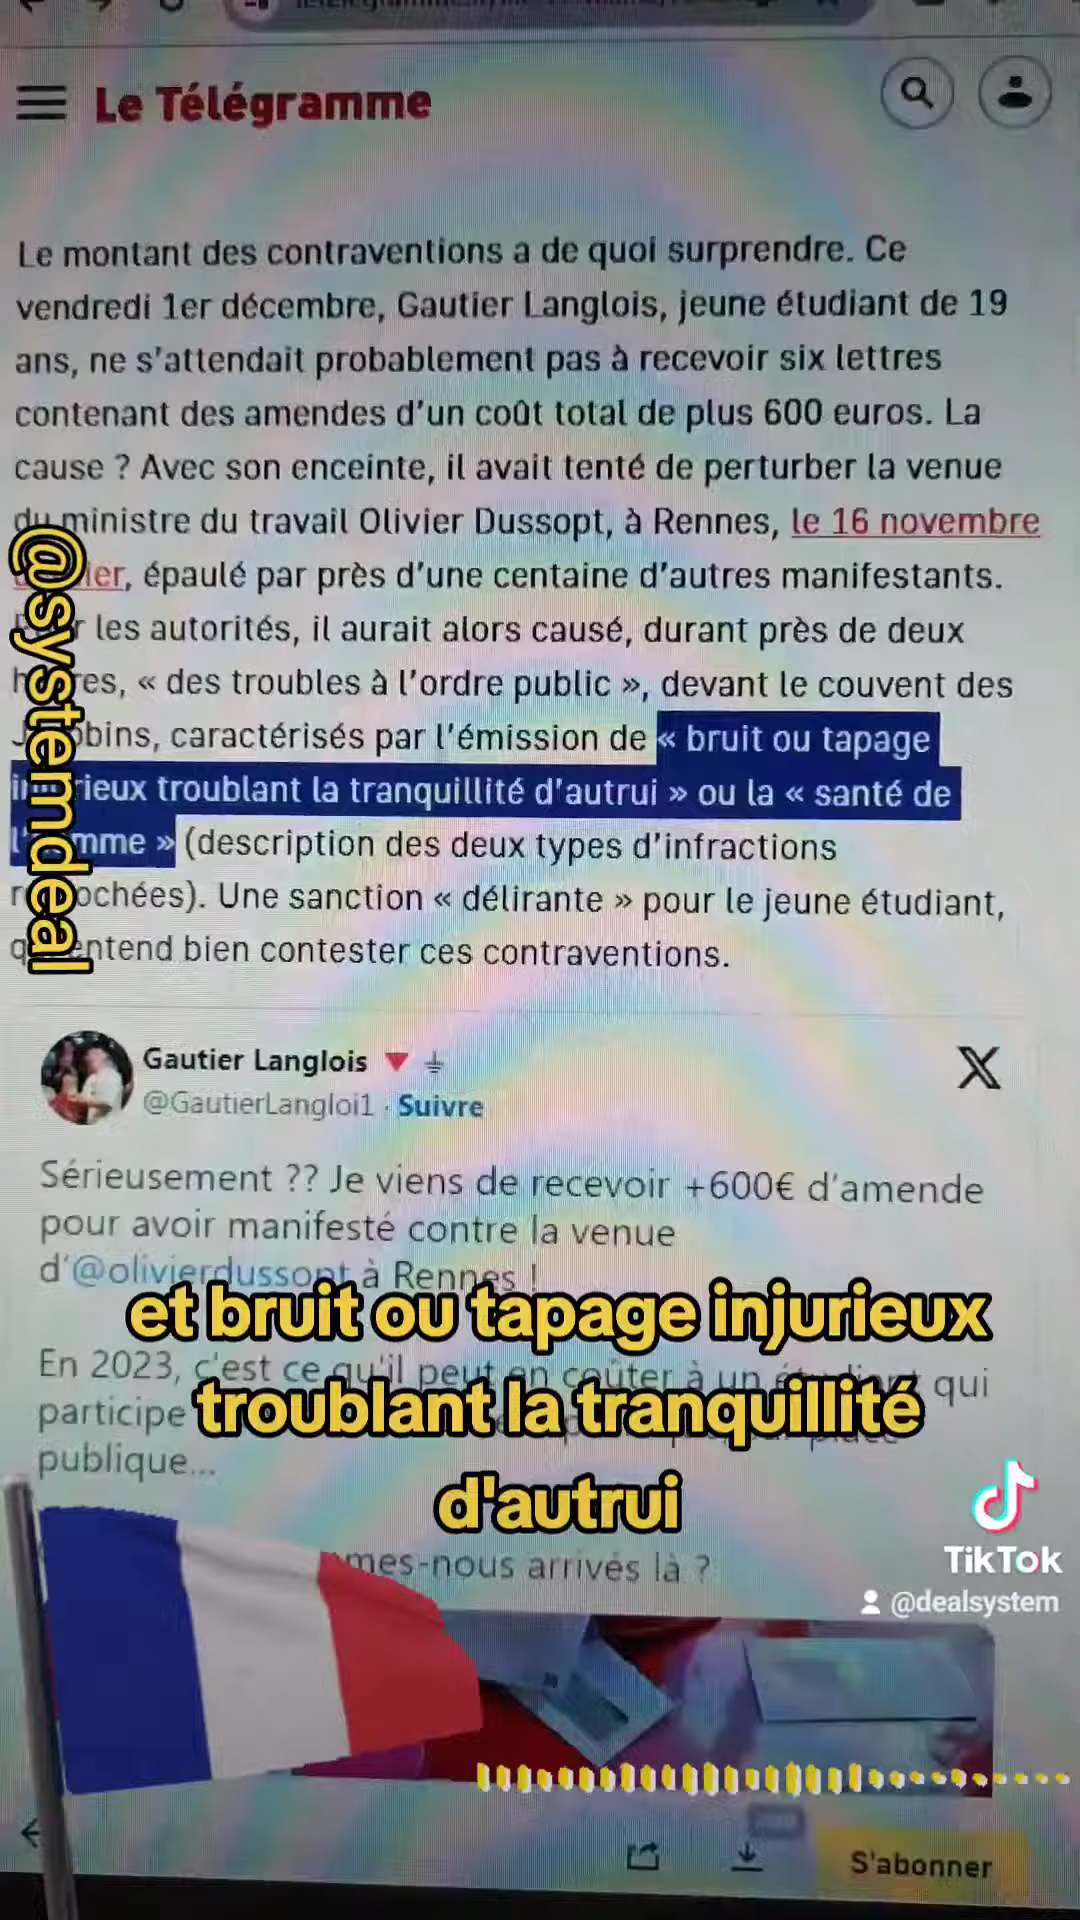 Le Télégramme
Le montant des contraventions a de quoi surprendre. Ce
vendredi 1er décembre, Gautier Langlois, jeune étudiant de 19
ans, ne s'attendait probablement pas à recevoir six lettres
contenant des amendes d'un coût total de plus 600 euros. La
cause ? Avec son enceinte, il avait tenté de perturber la venue
du ministre du travail Olivier Dussopt, à Rennes, le 16 novembre
épaulé par près d'une centaine d'autres manifestants.
les autorités, il aurait alors causé, durant près de deux
« des troubles à l'ordre public », devant le couvent des
caractérisés par l'émission de « bruit ou tapage
troublant la tranquillité d'autrui » ou la « santé de
» (description des deux types d'infractions
Une sanction « délirante » pour le jeune étudiant,
entend bien contester ces contraventions.
@systemdeal
Gautier Langlois
@GautierLangloi1 · Suivre
Sérieusement ?? Je viens de recevoir +600€ d'amende
pour avoir manifesté contre la venue
d'@olivierdussopt à Rennes !
et bruit ou tapage injurieux
En 2023, c'est ce qu'il peut en coûter à un étudiant qui
participe
troublant la tranquillité
publique...
d'autrui
mes-nous arrivés là ?
TikTok
@dealsystem
S'abonner